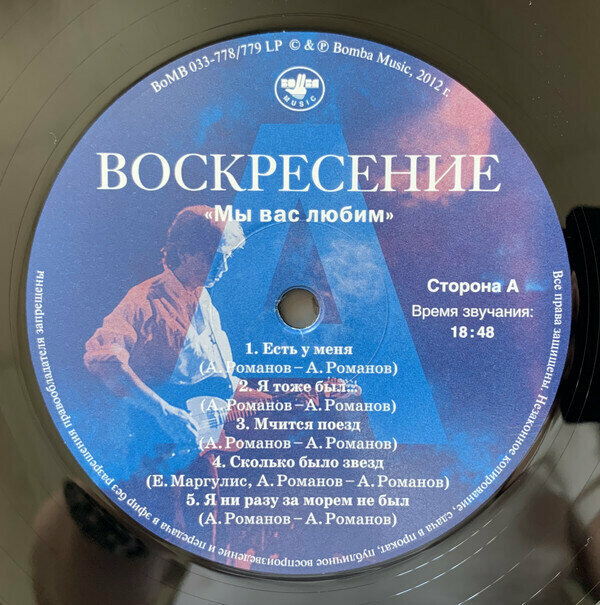 BoMB 033-778/779 LP © & ℗ Bomba Music, 2012 г.
BOMBA
MUSIC
ВОСКРЕСЕНИЕ
«Мы вас любим»
Сторона А
Время звучания:
18:48
1. Есть у меня
(А. Романов – А. Романов)
2. Я тоже был...
(А. Романов – А. Романов)
3. Мчится поезд
(А. Романов – А. Романов)
4. Сколько было звезд
(Е. Маргулис, А. Романов – А. Романов)
5. Я ни разу за морем не был
(А. Романов – А. Романов)
Все права защищены. Незаконное копирование, сдача в прокат, публичное воспроизведение и передача в эфир без разрешения правообладателя запрещены